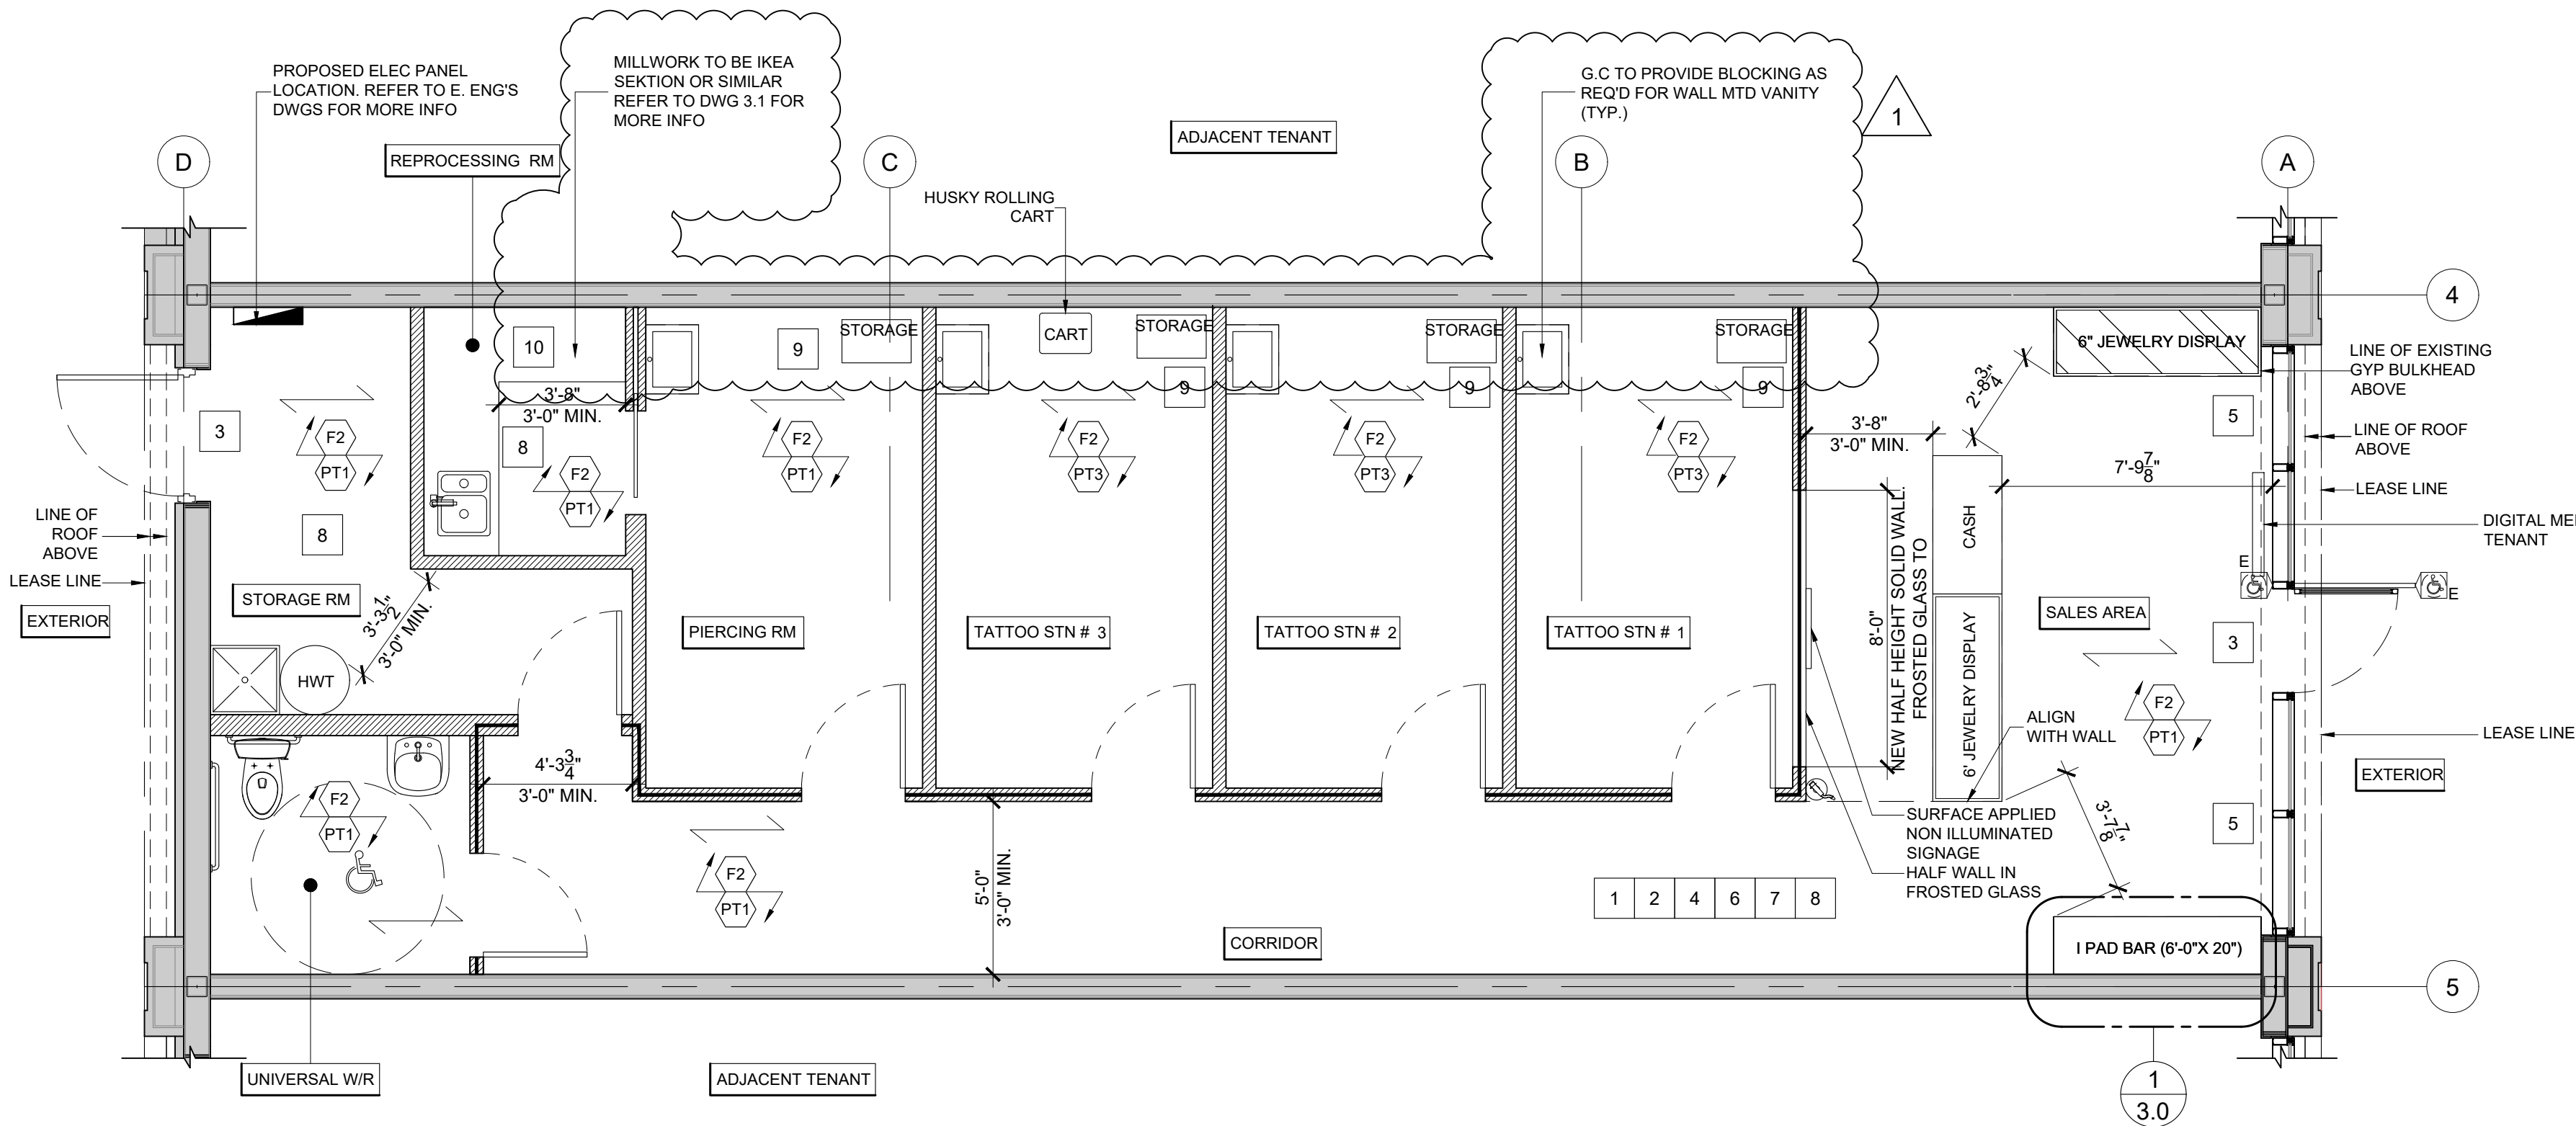 PROPOSED ELEC PANEL
LOCATION. REFER TO E. ENG'S
DWGS FOR MORE INFO
MILLWORK TO BE IKEA
SEKTION OR SIMILAR
REFER TO DWG 3.1 FOR
MORE INFO
G.C TO PROVIDE BLOCKING AS
REQ'D FOR WALL MTD VANITY
(TYP.)
1
ADJACENT TENANT
REPROCESSING RM
D
C
B
A
HUSKY ROLLING
CART
4
10
9
STORAGE
CART
STORAGE
STORAGE
STORAGE
6" JEWELRY DISPLAY
LINE OF EXISTING
GYP BULKHEAD
ABOVE
9
9
9
3'-8"
3'-0" MIN.
2'-8 3/4"
5
3
F2
PT1
8
F2
PT1
F2
PT1
F2
PT3
F2
PT3
F2
PT3
3'-8"
3'-0" MIN.
LINE OF ROOF
ABOVE
7'-9 7/8"
LEASE LINE
LINE OF
ROOF
ABOVE
8
CASH
DIGITAL ME
TENANT
LEASE LINE
E
E
EXTERIOR
STORAGE RM
3'-3 1/2"
3'-0" MIN.
HWT
PIERCING RM
TATTOO STN # 3
TATTOO STN # 2
TATTOO STN # 1
8'-0"
NEW HALF HEIGHT SOLID WALL.
FROSTED GLASS TO
6' JEWELRY DISPLAY
SALES AREA
3
F2
PT1
ALIGN
WITH WALL
LEASE LINE
EXTERIOR
4'-3 3/4"
3'-0" MIN.
F2
PT1
3'-7 7/8"
5
SURFACE APPLIED
NON ILLUMINATED
SIGNAGE
HALF WALL IN
FROSTED GLASS
F2
PT1
5'-0"
3'-0" MIN.
1 2 4 6 7 8
CORRIDOR
I PAD BAR (6'-0"X 20")
5
UNIVERSAL W/R
ADJACENT TENANT
1
3.0